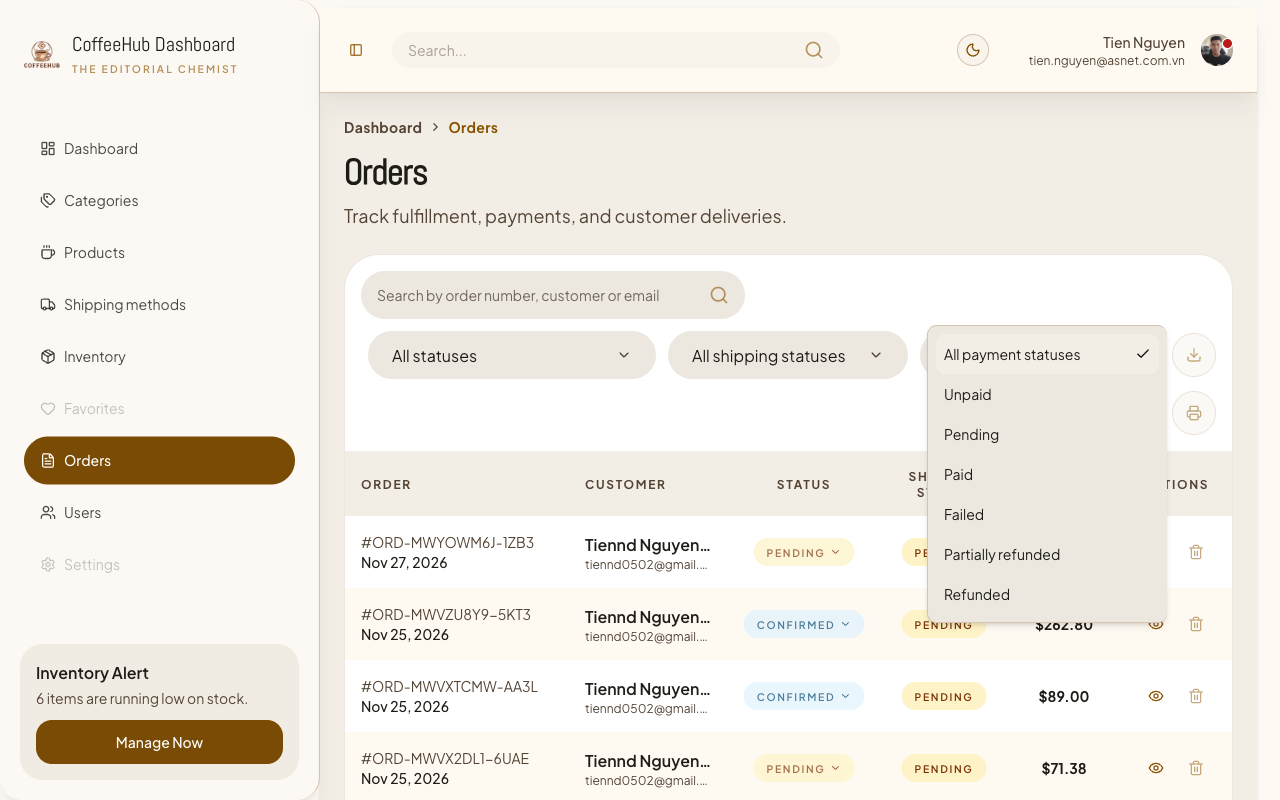 CoffeeHub Dashboard
THE EDITORIAL CHEMIST
COFFEEHUB
Search...
Tien Nguyen
tien.nguyen@asnet.com.vn
Dashboard
Categories
Products
Shipping methods
Inventory
Favorites
Orders
Users
Settings
Inventory Alert
6 items are running low on stock.
Manage Now
Dashboard > Orders
Orders
Track fulfillment, payments, and customer deliveries.
Search by order number, customer or email
All statuses
All shipping statuses
All payment statuses
Unpaid
Pending
Paid
Failed
Partially refunded
Refunded
ORDER CUSTOMER STATUS
#ORD-MWYOWM6J-1ZB3
Nov 27, 2026
Tiennd Nguyen...
tiennd0502@gmail....
PENDING
#ORD-MWVZU8Y9-5KT3
Nov 25, 2026
Tiennd Nguyen...
tiennd0502@gmail....
CONFIRMED
PENDING
$262.80
#ORD-MWVXTCMW-AA3L
Nov 25, 2026
Tiennd Nguyen...
tiennd0502@gmail....
CONFIRMED
PENDING
$89.00
#ORD-MWVX2DL1-6UAE
Nov 25, 2026
Tiennd Nguyen...
tiennd0502@gmail....
PENDING
PENDING
$71.38